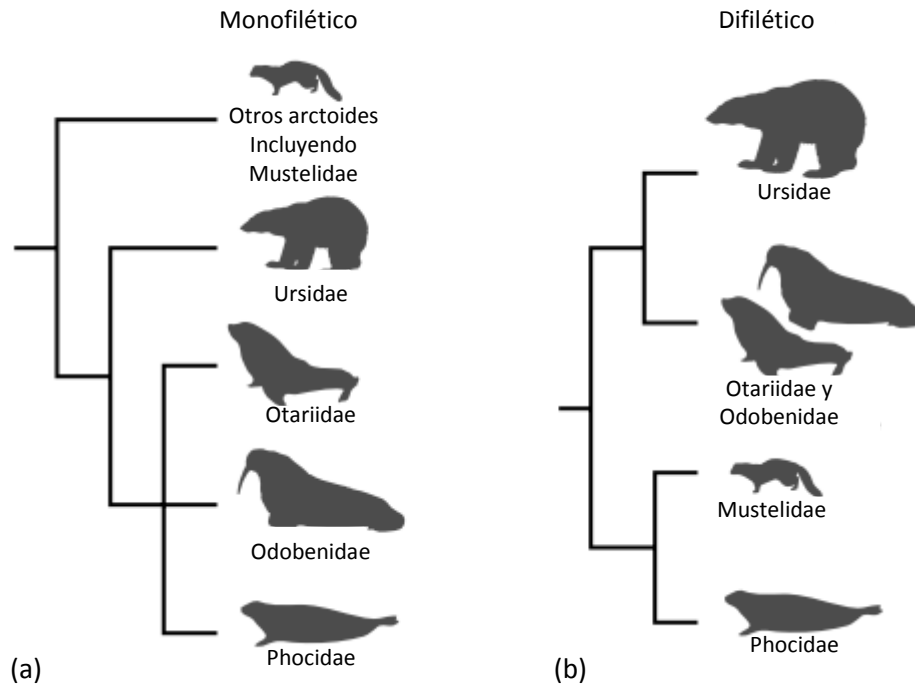 Monofilético
Otros arctoides
Incluyendo
Mustelidae
Ursidae
Otariidae
Odobenidae
Phocidae
(a)
Difilético
Ursidae
Otariidae y
Odobenidae
Mustelidae
Phocidae
(b)